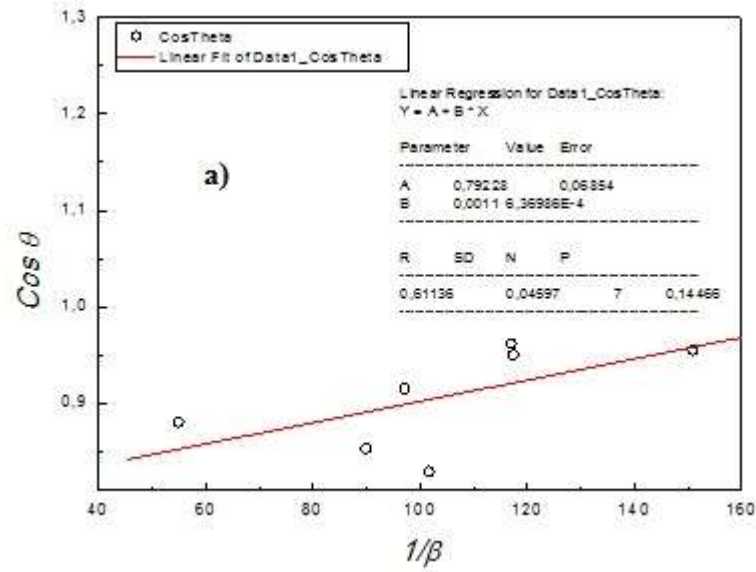 1,3
CosTheta
Linear Fit of Data1_CosTheta
Linear Regression for Data1_CosTheta:
Y = A + B * X
1,2
Parameter Value Error
a)
A 0,79228 0,06854
B 0,0011 6,36986E-4
1,1
R SD N P
Cos θ
0,61136 0,04597 7 0,14466
1,0
0,9
40 60 80 100 120 140 160
1/β